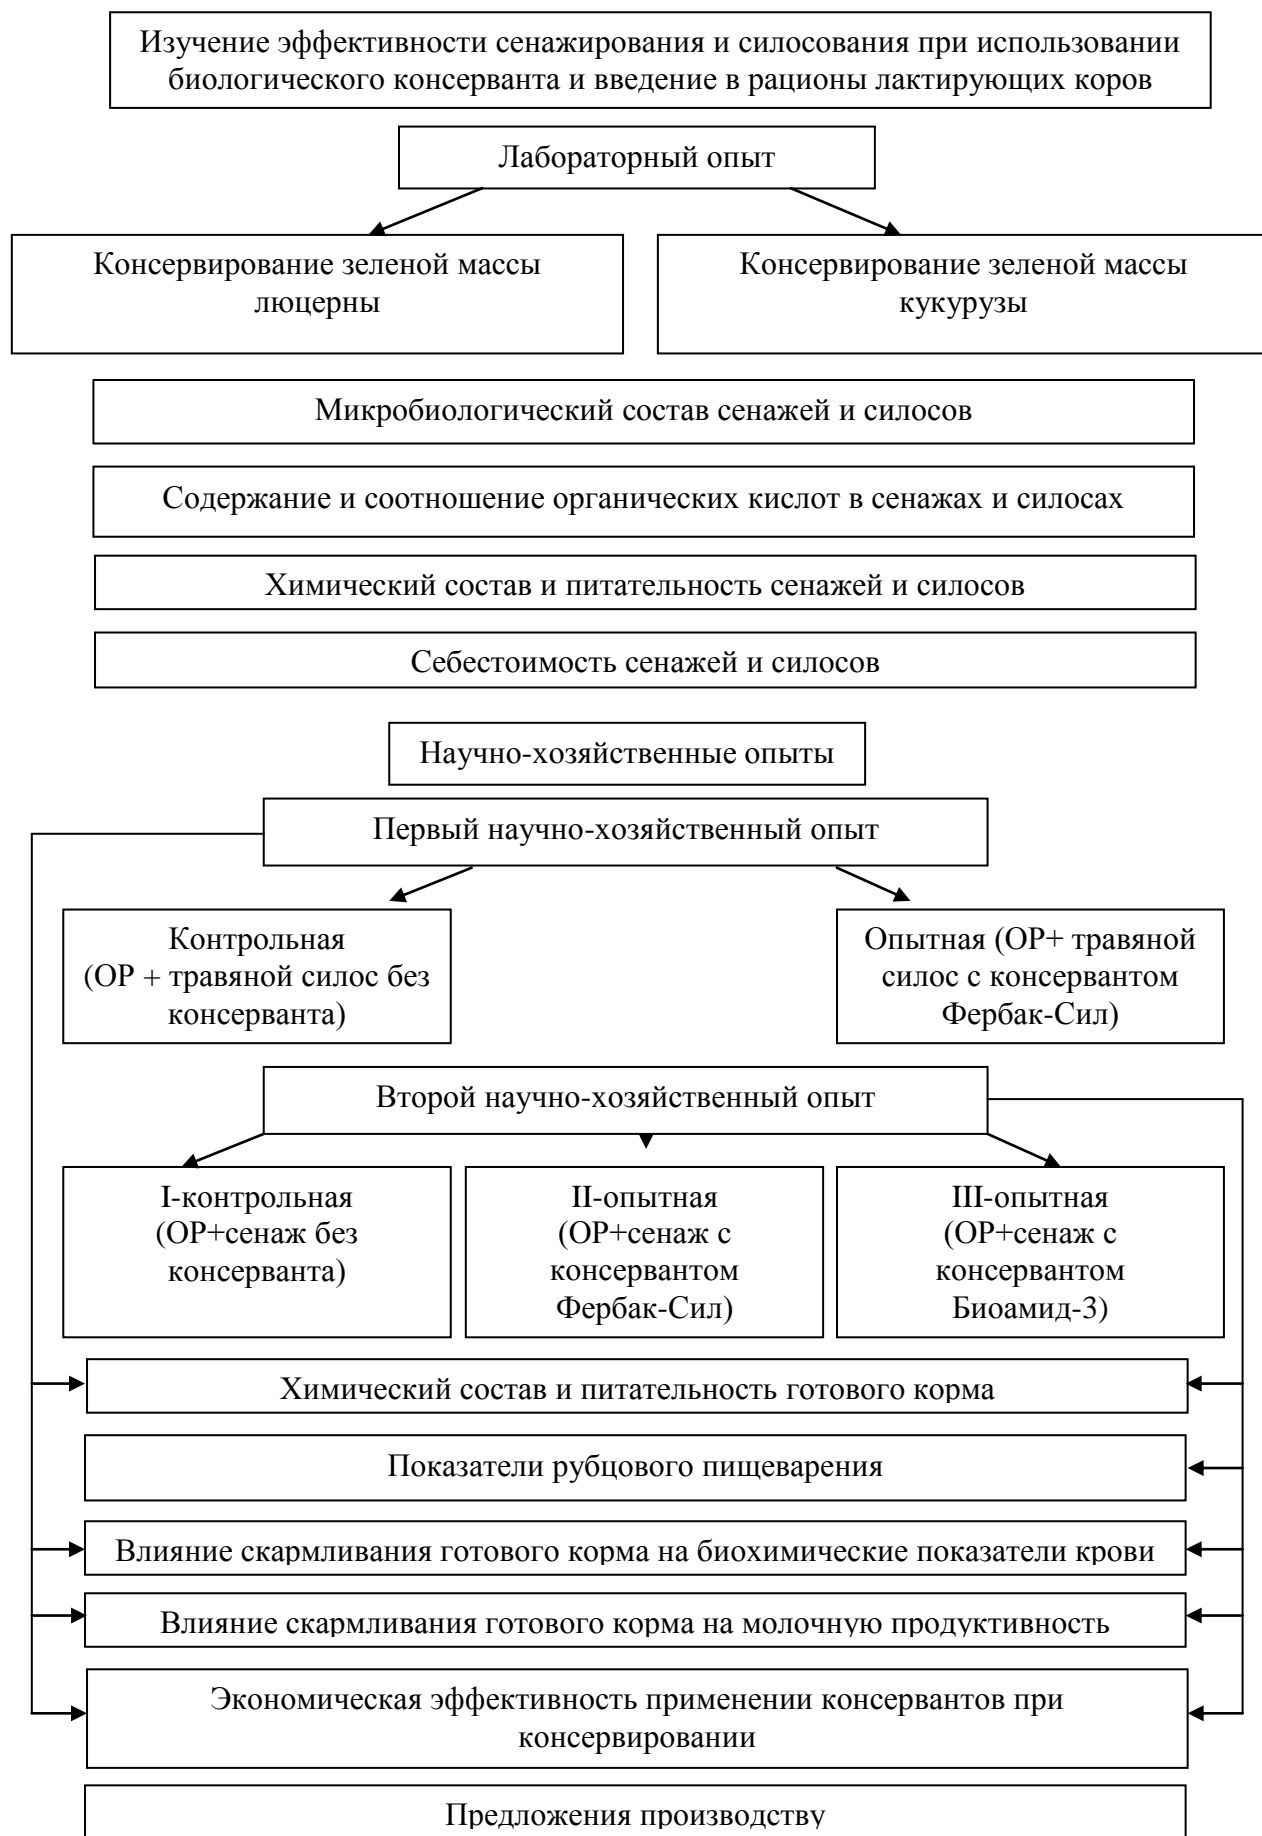 Изучение эффективности сенажирования и силосования при использовании
биологического консерванта и введение в рационы лактирующих коров
Лабораторный опыт
Консервирование зеленой массы
люцерны
Консервирование зеленой массы
кукурузы
Микробиологический состав сенажей и силосов
Содержание и соотношение органических кислот в сенажах и силосах
Химический состав и питательность сенажей и силосов
Себестоимость сенажей и силосов
Научно-хозяйственные опыты
Первый научно-хозяйственный опыт
Контрольная
(ОР + травяной силос без
консерванта)
Опытная (ОР+ травяной
силос с консервантом
Фербак-Сил)
Второй научно-хозяйственный опыт
I-контрольная
(ОР+сенаж без
консерванта)
II-опытная
(ОР+сенаж с
консервантом
Фербак-Сил)
III-опытная
(ОР+сенаж с
консервантом
Биоамид-3)
Химический состав и питательность готового корма
Показатели рубцового пищеварения
Влияние скармливания готового корма на биохимические показатели крови
Влияние скармливания готового корма на молочную продуктивность
Экономическая эффективность применении консервантов при
консервировании
Предложения производству